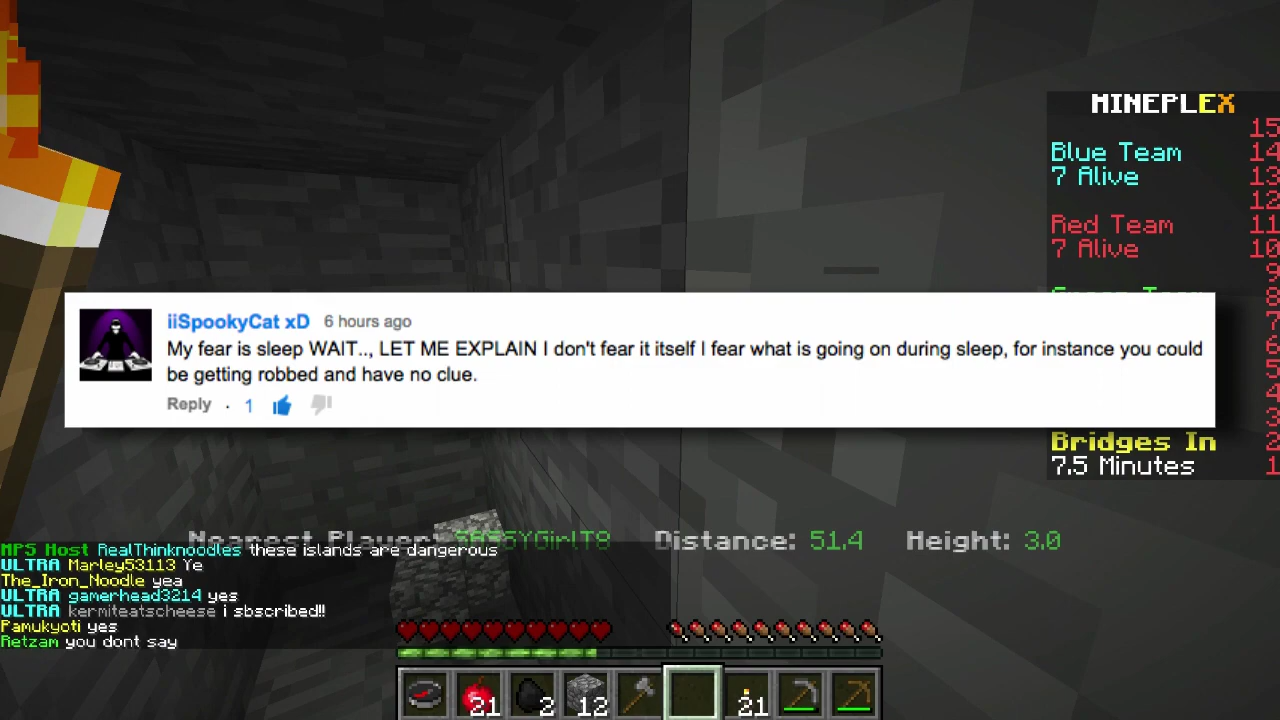 MINEPLEX
15
Blue Team 14
7 Alive 13
12
Red Team 11
7 Alive 10
9
8
7
6
5
4
3
Bridges In 2
7.5 Minutes 1
iiSpookyCat xD 6 hours ago
My fear is sleep WAIT.., LET ME EXPLAIN I don't fear it itself I fear what is going on during sleep, for instance you could
be getting robbed and have no clue.
Reply · 1
Nearest Player: Distance: 51.4 Height: 3.0
MPS Host RealThinknoodles these islands are dangerous
ULTRA Marley53113 Ye
The_Iron_Noodle yea
ULTRA gamerhead3214 yes
ULTRA kermiteatscheese i sbscribed!!
Pamukyoti yes
Retzam you dont say
21 2 12 21